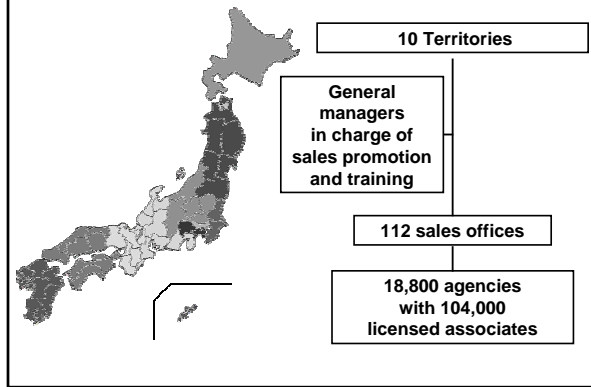 10 Territories
General
managers
in charge of
sales promotion
and training
112 sales offices
18,800 agencies
with 104,000
licensed associates